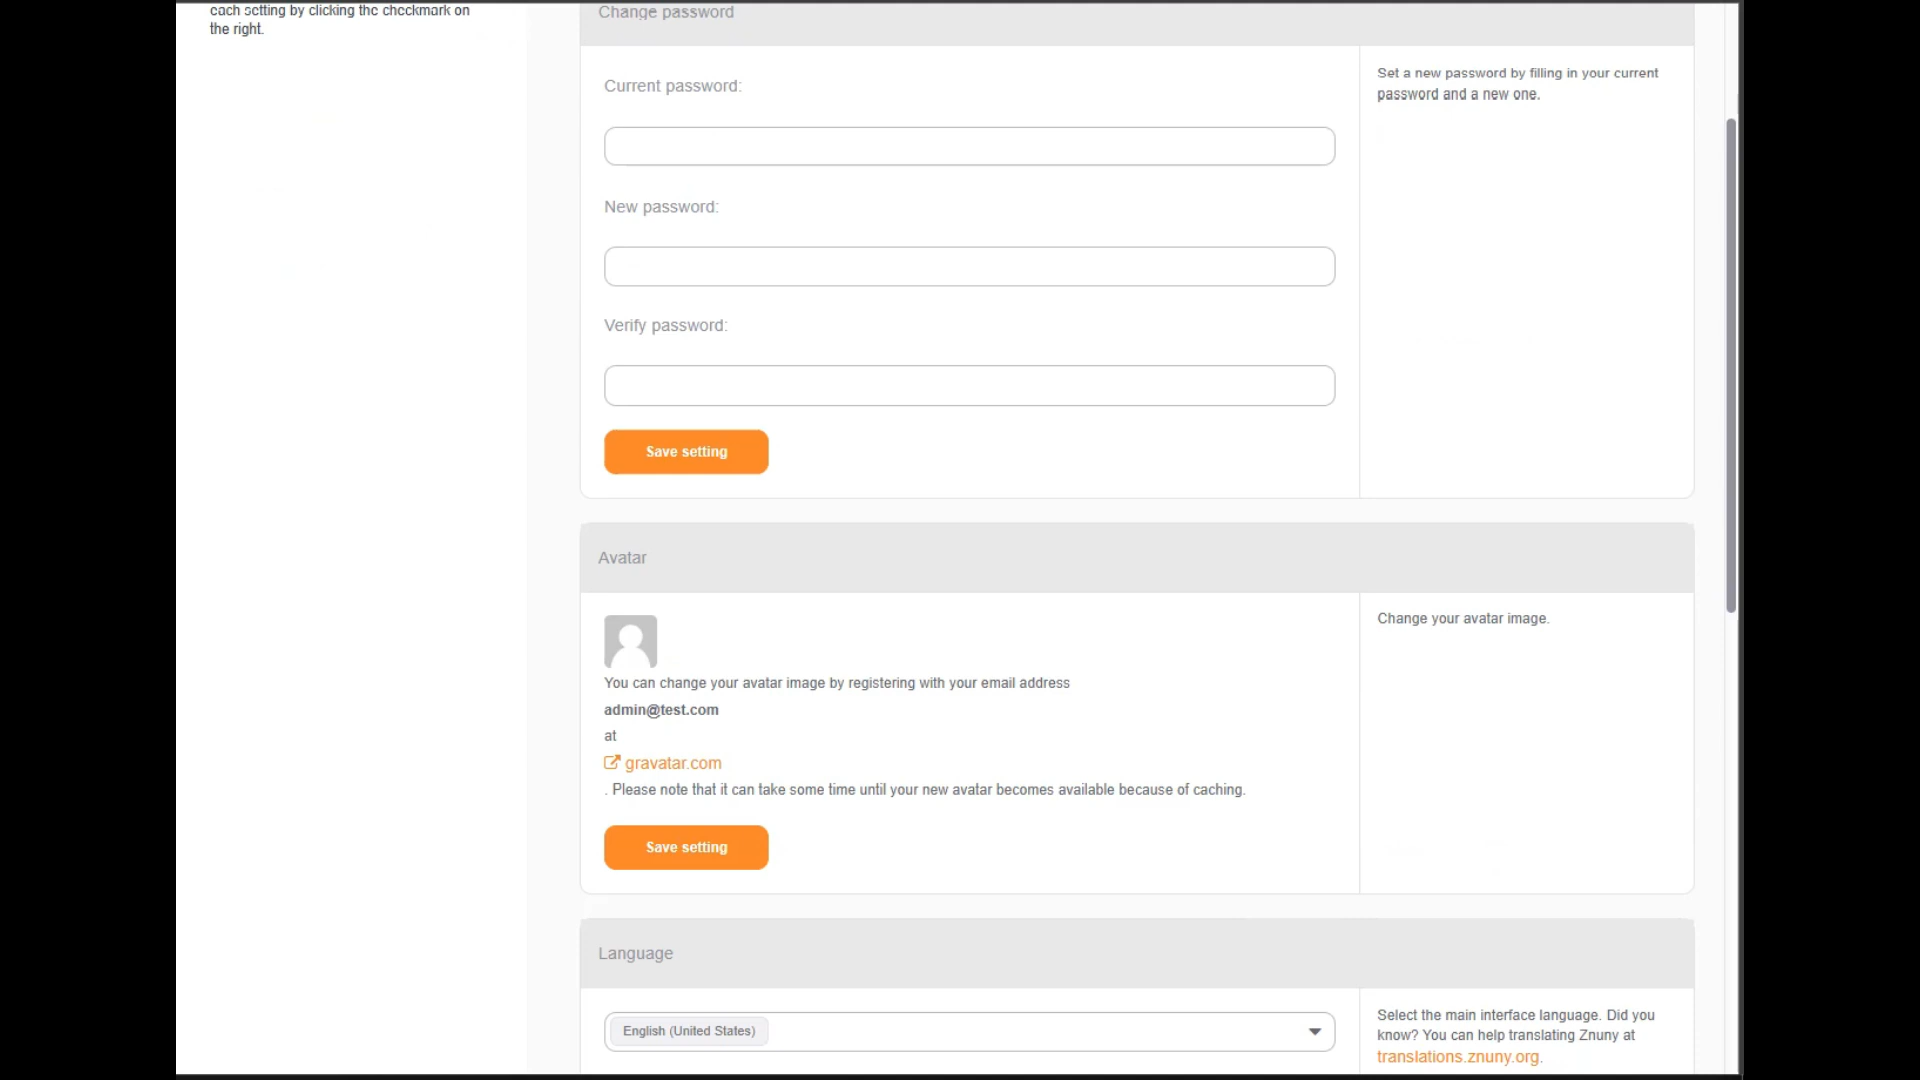 each setting by clicking the checkmark on
the right.
Change password
Current password:
Set a new password by filling in your current
password and a new one.
New password:
Verify password:
Save setting
Avatar
Change your avatar image.
You can change your avatar image by registering with your email address
admin@test.com
at
gravatar.com
. Please note that it can take some time until your new avatar becomes available because of caching.
Save setting
Language
English (United States)
Select the main interface language. Did you
know? You can help translating Znuny at
translations.znuny.org.